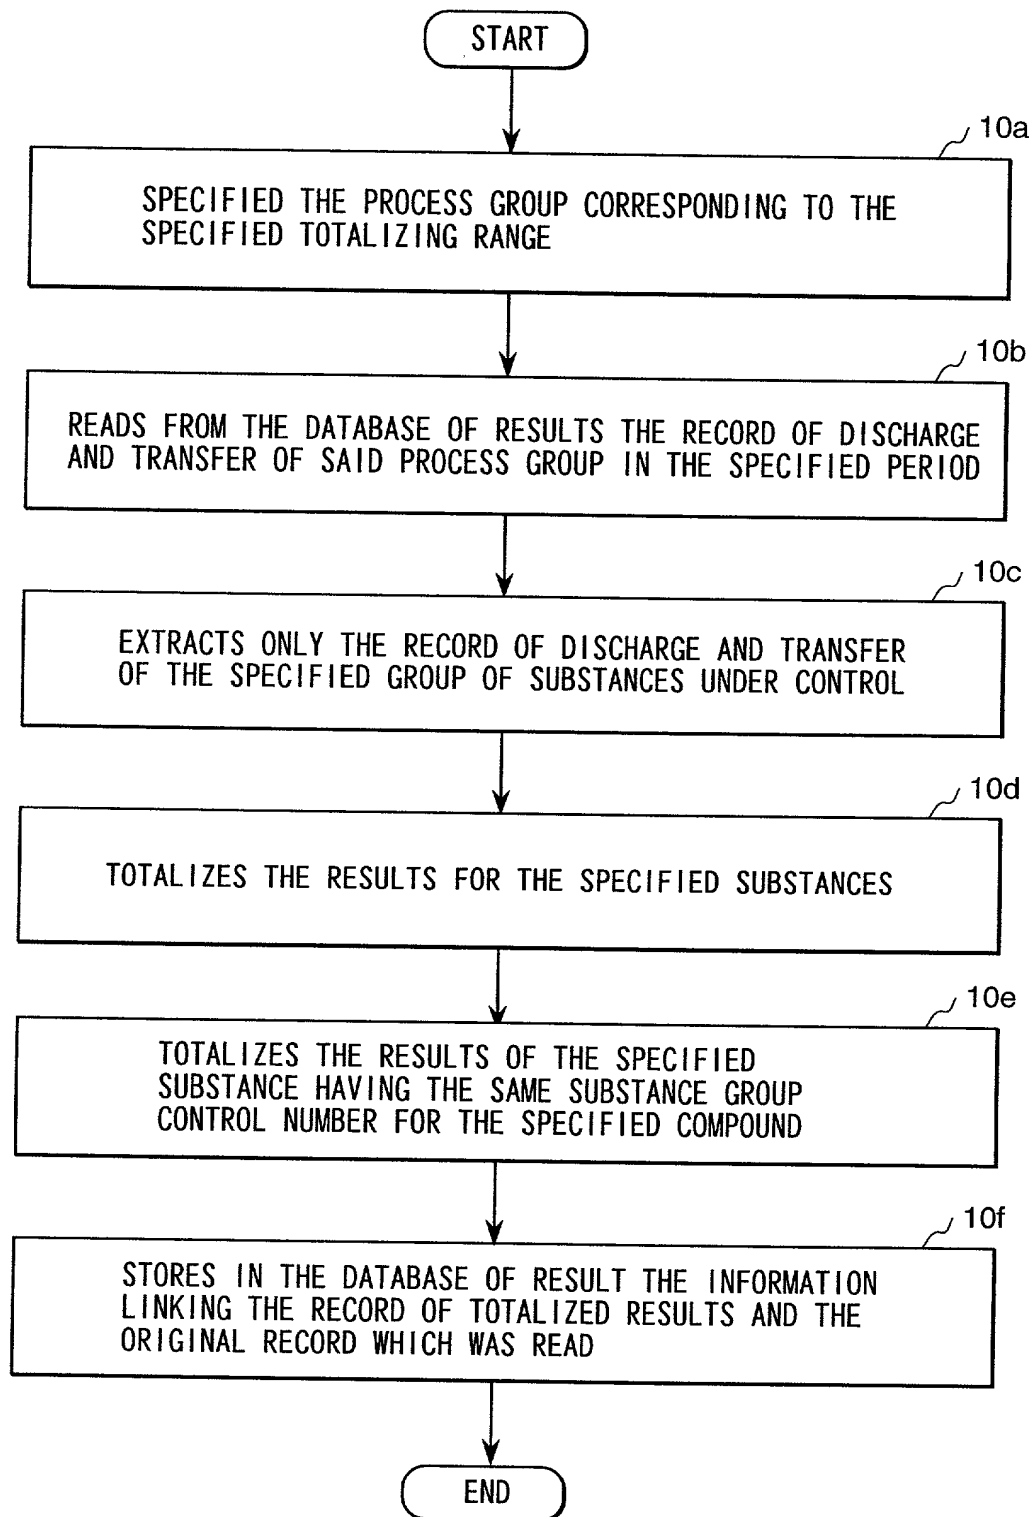 START
10a
SPECIFIED THE PROCESS GROUP CORRESPONDING TO THE
SPECIFIED TOTALIZING RANGE
10b
READS FROM THE DATABASE OF RESULTS THE RECORD OF DISCHARGE
AND TRANSFER OF SAID PROCESS GROUP IN THE SPECIFIED PERIOD
10c
EXTRACTS ONLY THE RECORD OF DISCHARGE AND TRANSFER
OF THE SPECIFIED GROUP OF SUBSTANCES UNDER CONTROL
10d
TOTALIZES THE RESULTS FOR THE SPECIFIED SUBSTANCES
10e
TOTALIZES THE RESULTS OF THE SPECIFIED
SUBSTANCE HAVING THE SAME SUBSTANCE GROUP
CONTROL NUMBER FOR THE SPECIFIED COMPOUND
10f
STORES IN THE DATABASE OF RESULT THE INFORMATION
LINKING THE RECORD OF TOTALIZED RESULTS AND THE
ORIGINAL RECORD WHICH WAS READ
END